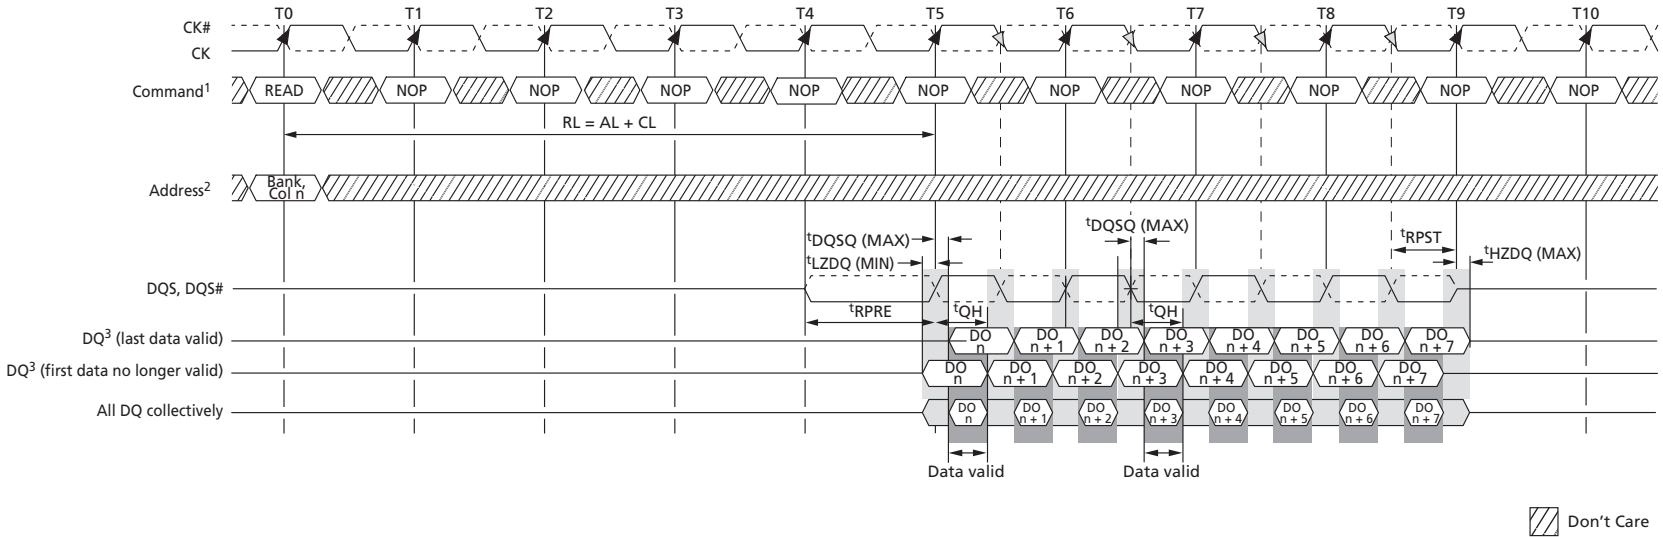 T0 T1 T2 T3 T4 T5 T6 T7 T8 T9 T10
CK#
CK
Command1 READ NOP NOP NOP NOP NOP NOP NOP NOP NOP NOP
RL = AL + CL
Address2 Bank,
Col n
tDQSQ (MAX) tDQSQ (MAX) tRPST
tLZDQ (MIN) tHZDQ (MAX)
DQS, DQS#
tRPRE tQH tQH
DQ3 (last data valid) DO
n DO
n + 1 DO
n + 2 DO
n + 3 DO
n + 4 DO
n + 5 DO
n + 6 DO
n + 7
DQ3 (first data no longer valid) DO
n DO
n + 1 DO
n + 2 DO
n + 3 DO
n + 4 DO
n + 5 DO
n + 6 DO
n + 7
All DQ collectively DO
n DO
n + 1 DO
n + 2 DO
n + 3 DO
n + 4 DO
n + 5 DO
n + 6 DO
n + 7
Data valid Data valid
Don't Care